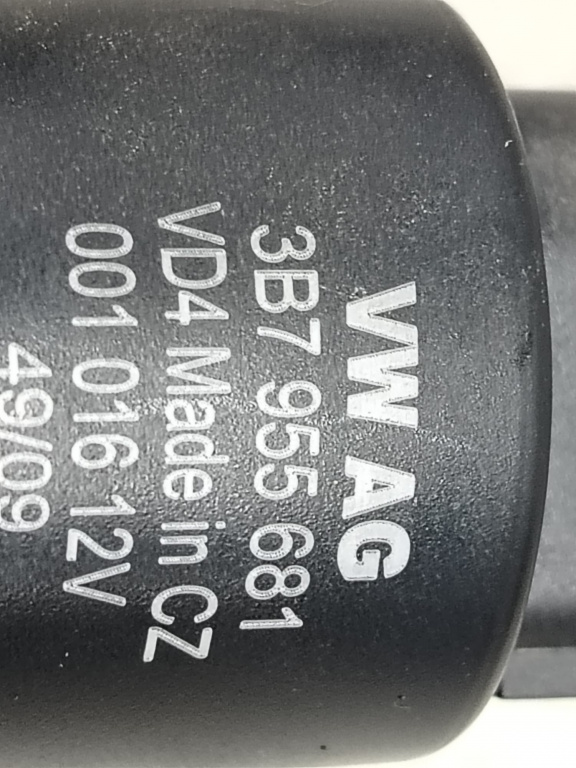 VW AG
3B7 955 681
VD4 Made in CZ
001 016 12V
49/09